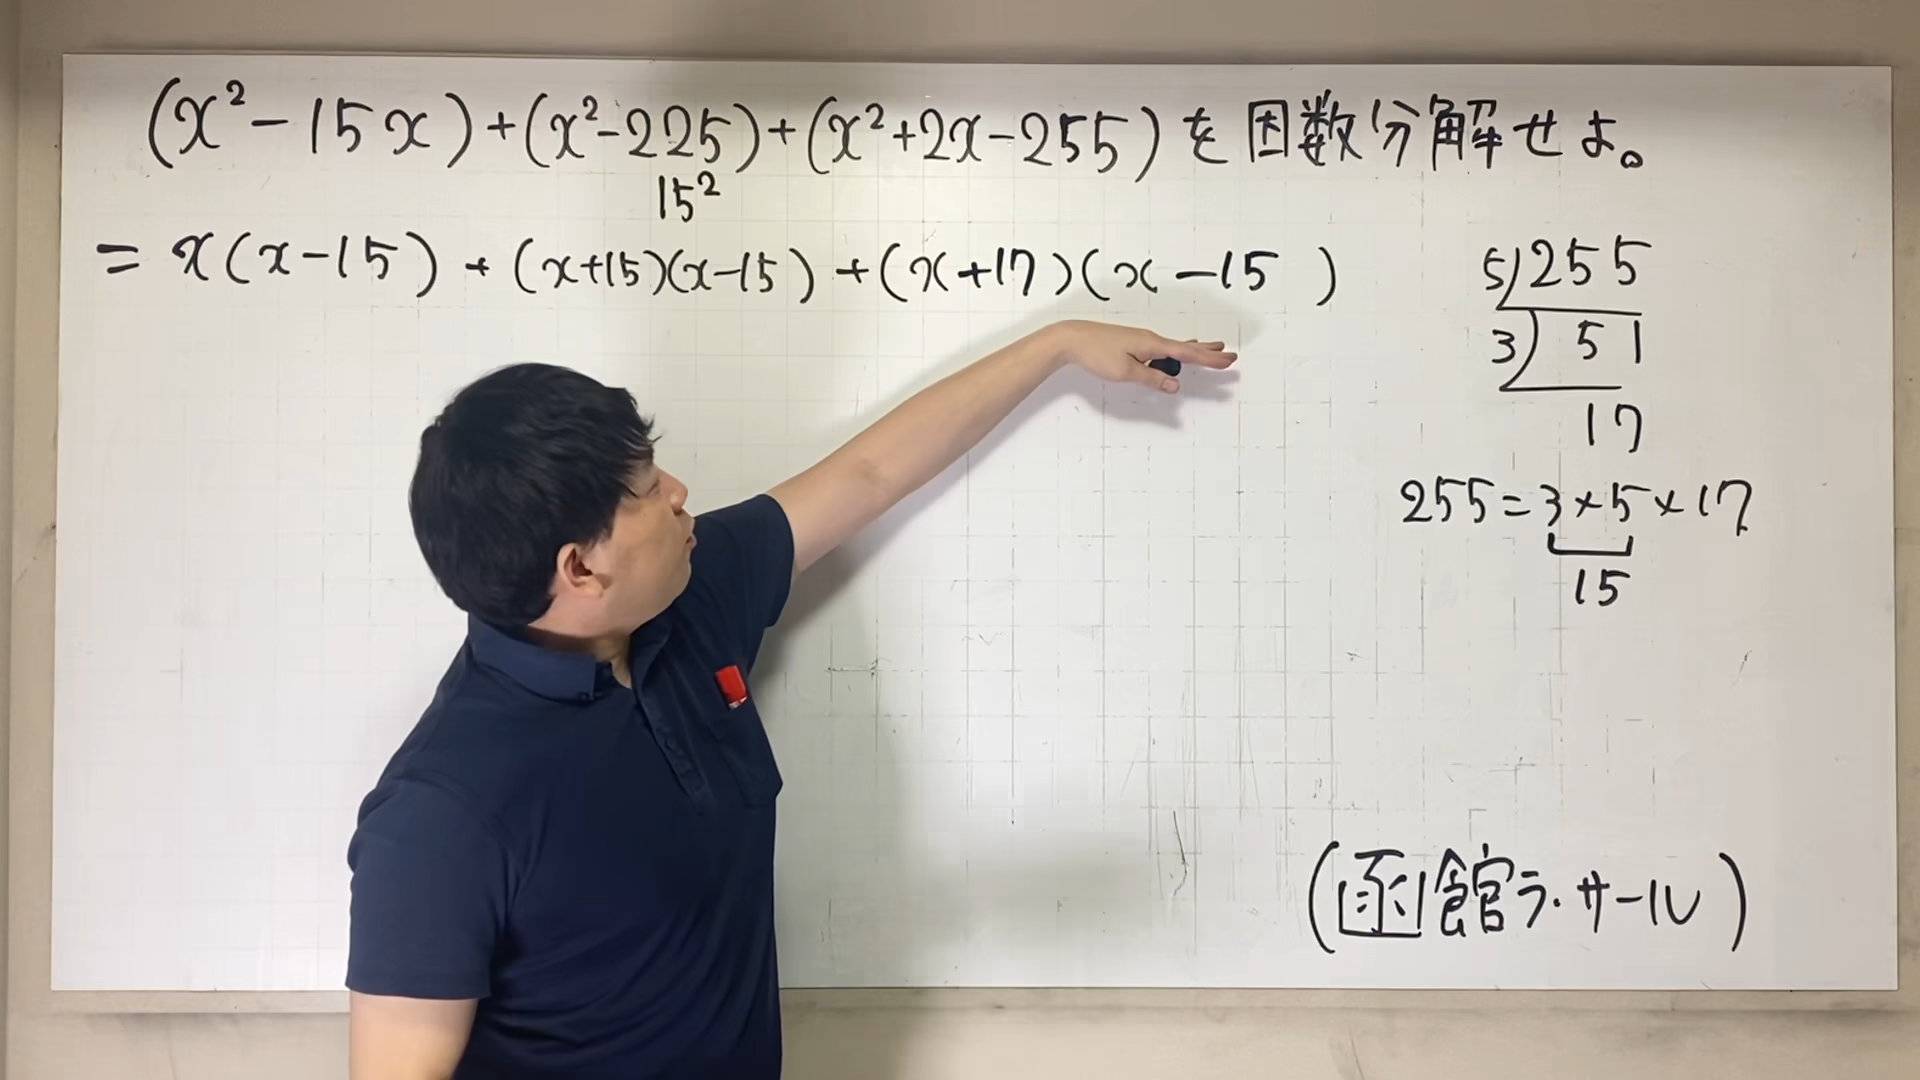 (x²-15x)+(x²-225)+(x²+2x-255)を因数分解せよ。
15²
= x(x-15)+(x+15)(x-15)+(x+17)(x-15 )
5)255
3)51
17
255=3×5×17
15
(函館ラ・サール)